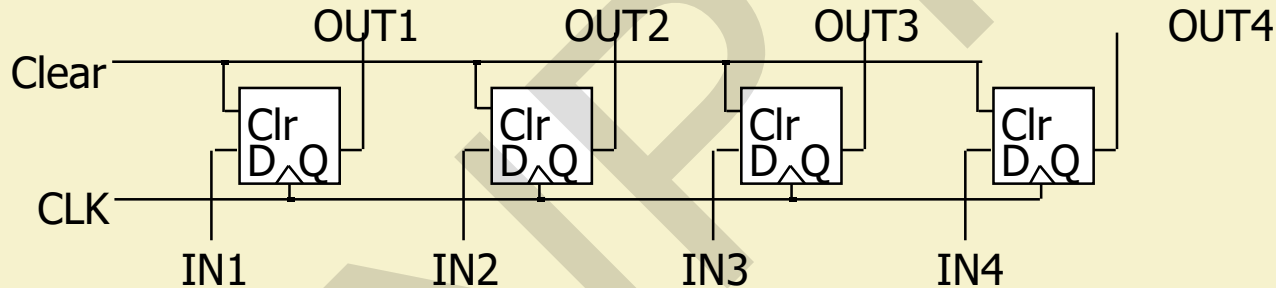 OUT1 OUT2 OUT3 OUT4
Clear
Clr Clr Clr Clr
D Q D Q D Q D Q
CLK
IN1 IN2 IN3 IN4